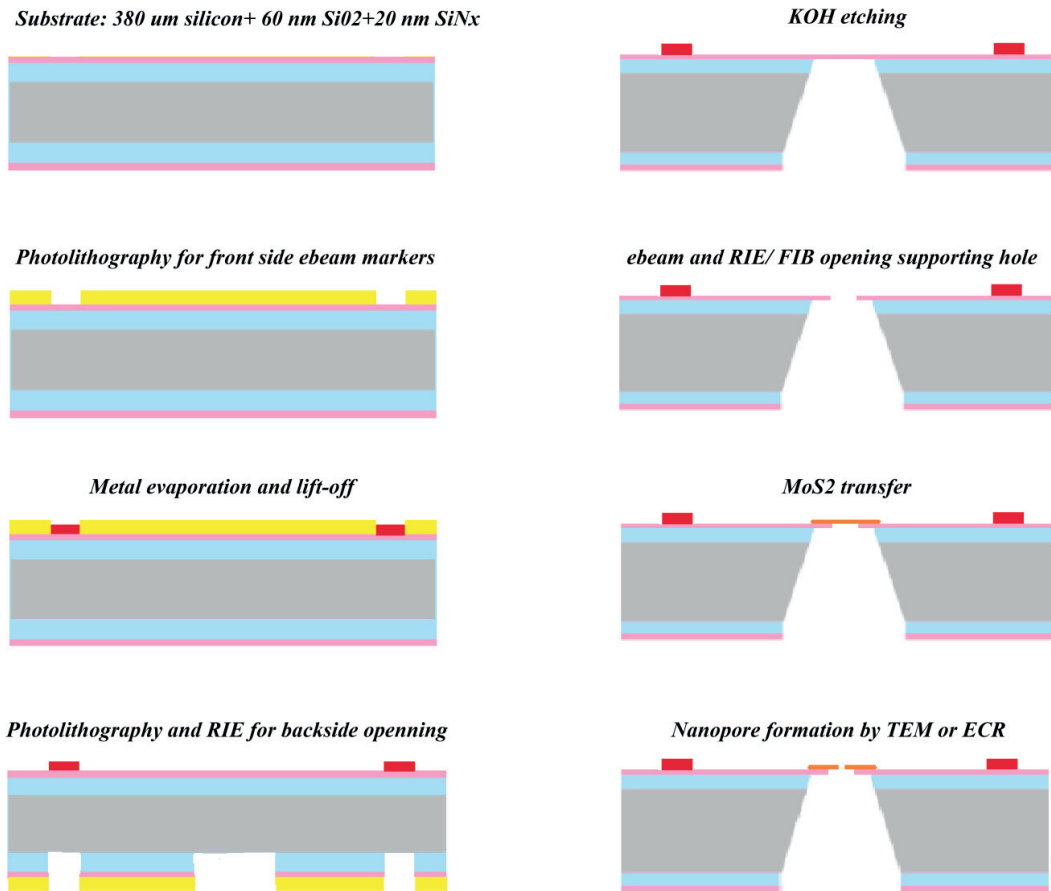 Substrate: 380 um silicon+ 60 nm Si02+20 nm SiNx
Photolithography for front side ebeam markers
Metal evaporation and lift-off
Photolithography and RIE for backside openning
KOH etching
ebeam and RIE/ FIB opening supporting hole
MoS2 transfer
Nanopore formation by TEM or ECR